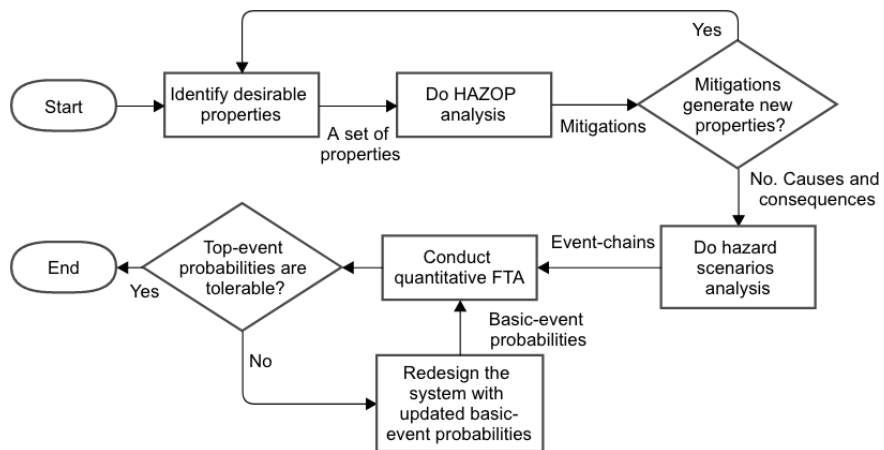 Yes
Start
Identify desirable
properties
A set of
properties
Do HAZOP
analysis
Mitigations
Mitigations
generate new
properties?
No. Causes and
consequences
Do hazard
scenarios
analysis
Event-chains
Conduct
quantitative FTA
Top-event
probabilities are
tolerable?
Yes
End
No
Basic-event
probabilities
Redesign the
system with
updated basic-
event probabilities